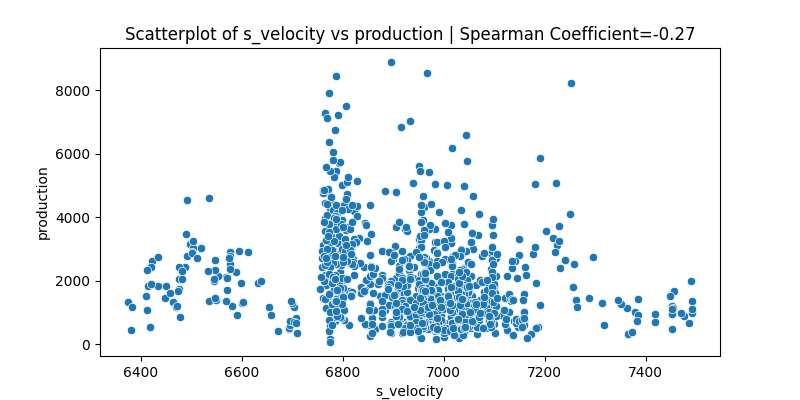 Scatterplot of s_velocity vs production | Spearman Coefficient=-0.27
production
8000
6000
4000
2000
0
6400 6600 6800 7000 7200 7400
s_velocity